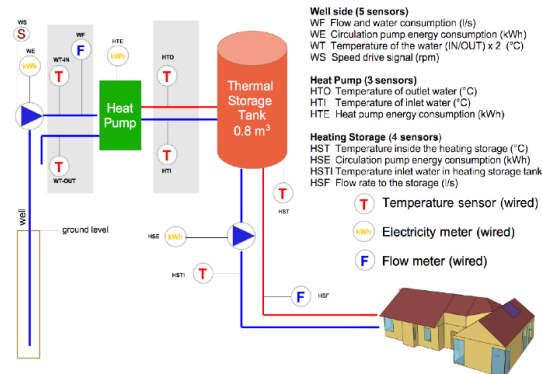 WS
S
WE
kWh
WT-IN
T
WF
F
HTE
kWh
HTO
T
Heat
Pump
Thermal
Storage
Tank
0.8 m3
T
WT-OUT
T
HTI
T
HST
well
ground level
HSE
kWh
HSTI
T
F
HSF
Well side (5 sensors)
WF Flow and water consumption (l/s)
WE Circulation pump energy consumption (kWh)
WT Temperature of the water (IN/OUT) x 2 (°C)
WS Speed drive signal (rpm)
Heat Pump (3 sensors)
HTO Temperature of outlet water (°C)
HTI Temperature of inlet water (°C)
HTE Heat pump energy consumption (kWh)
Heating Storage (4 sensors)
HST Temperature inside the heating storage (°C)
HSE Circulation pump energy consumption (kWh)
HSTI Temperature inlet water in heating storage tank
HSF Flow rate to the storage (l/s)
T Temperature sensor (wired)
kWh Electricity meter (wired)
F Flow meter (wired)